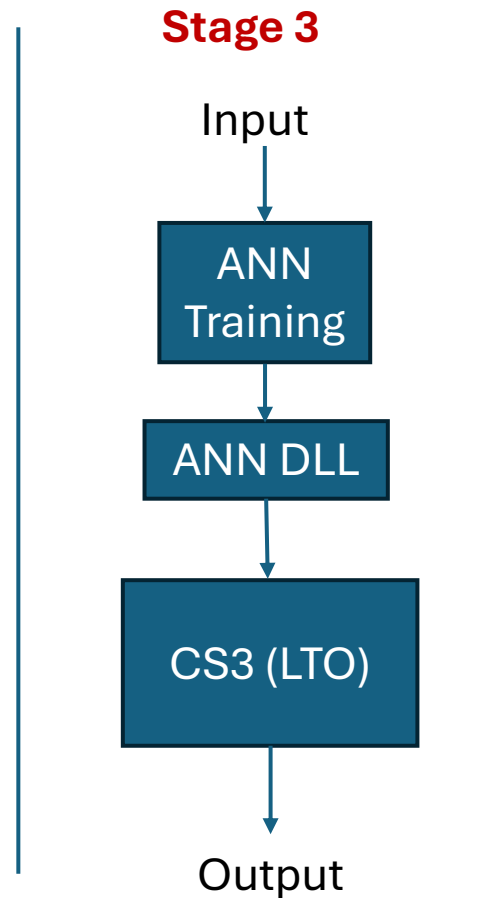 Stage 3
Input
ANN
Training
ANN DLL
CS3 (LTO)
Output